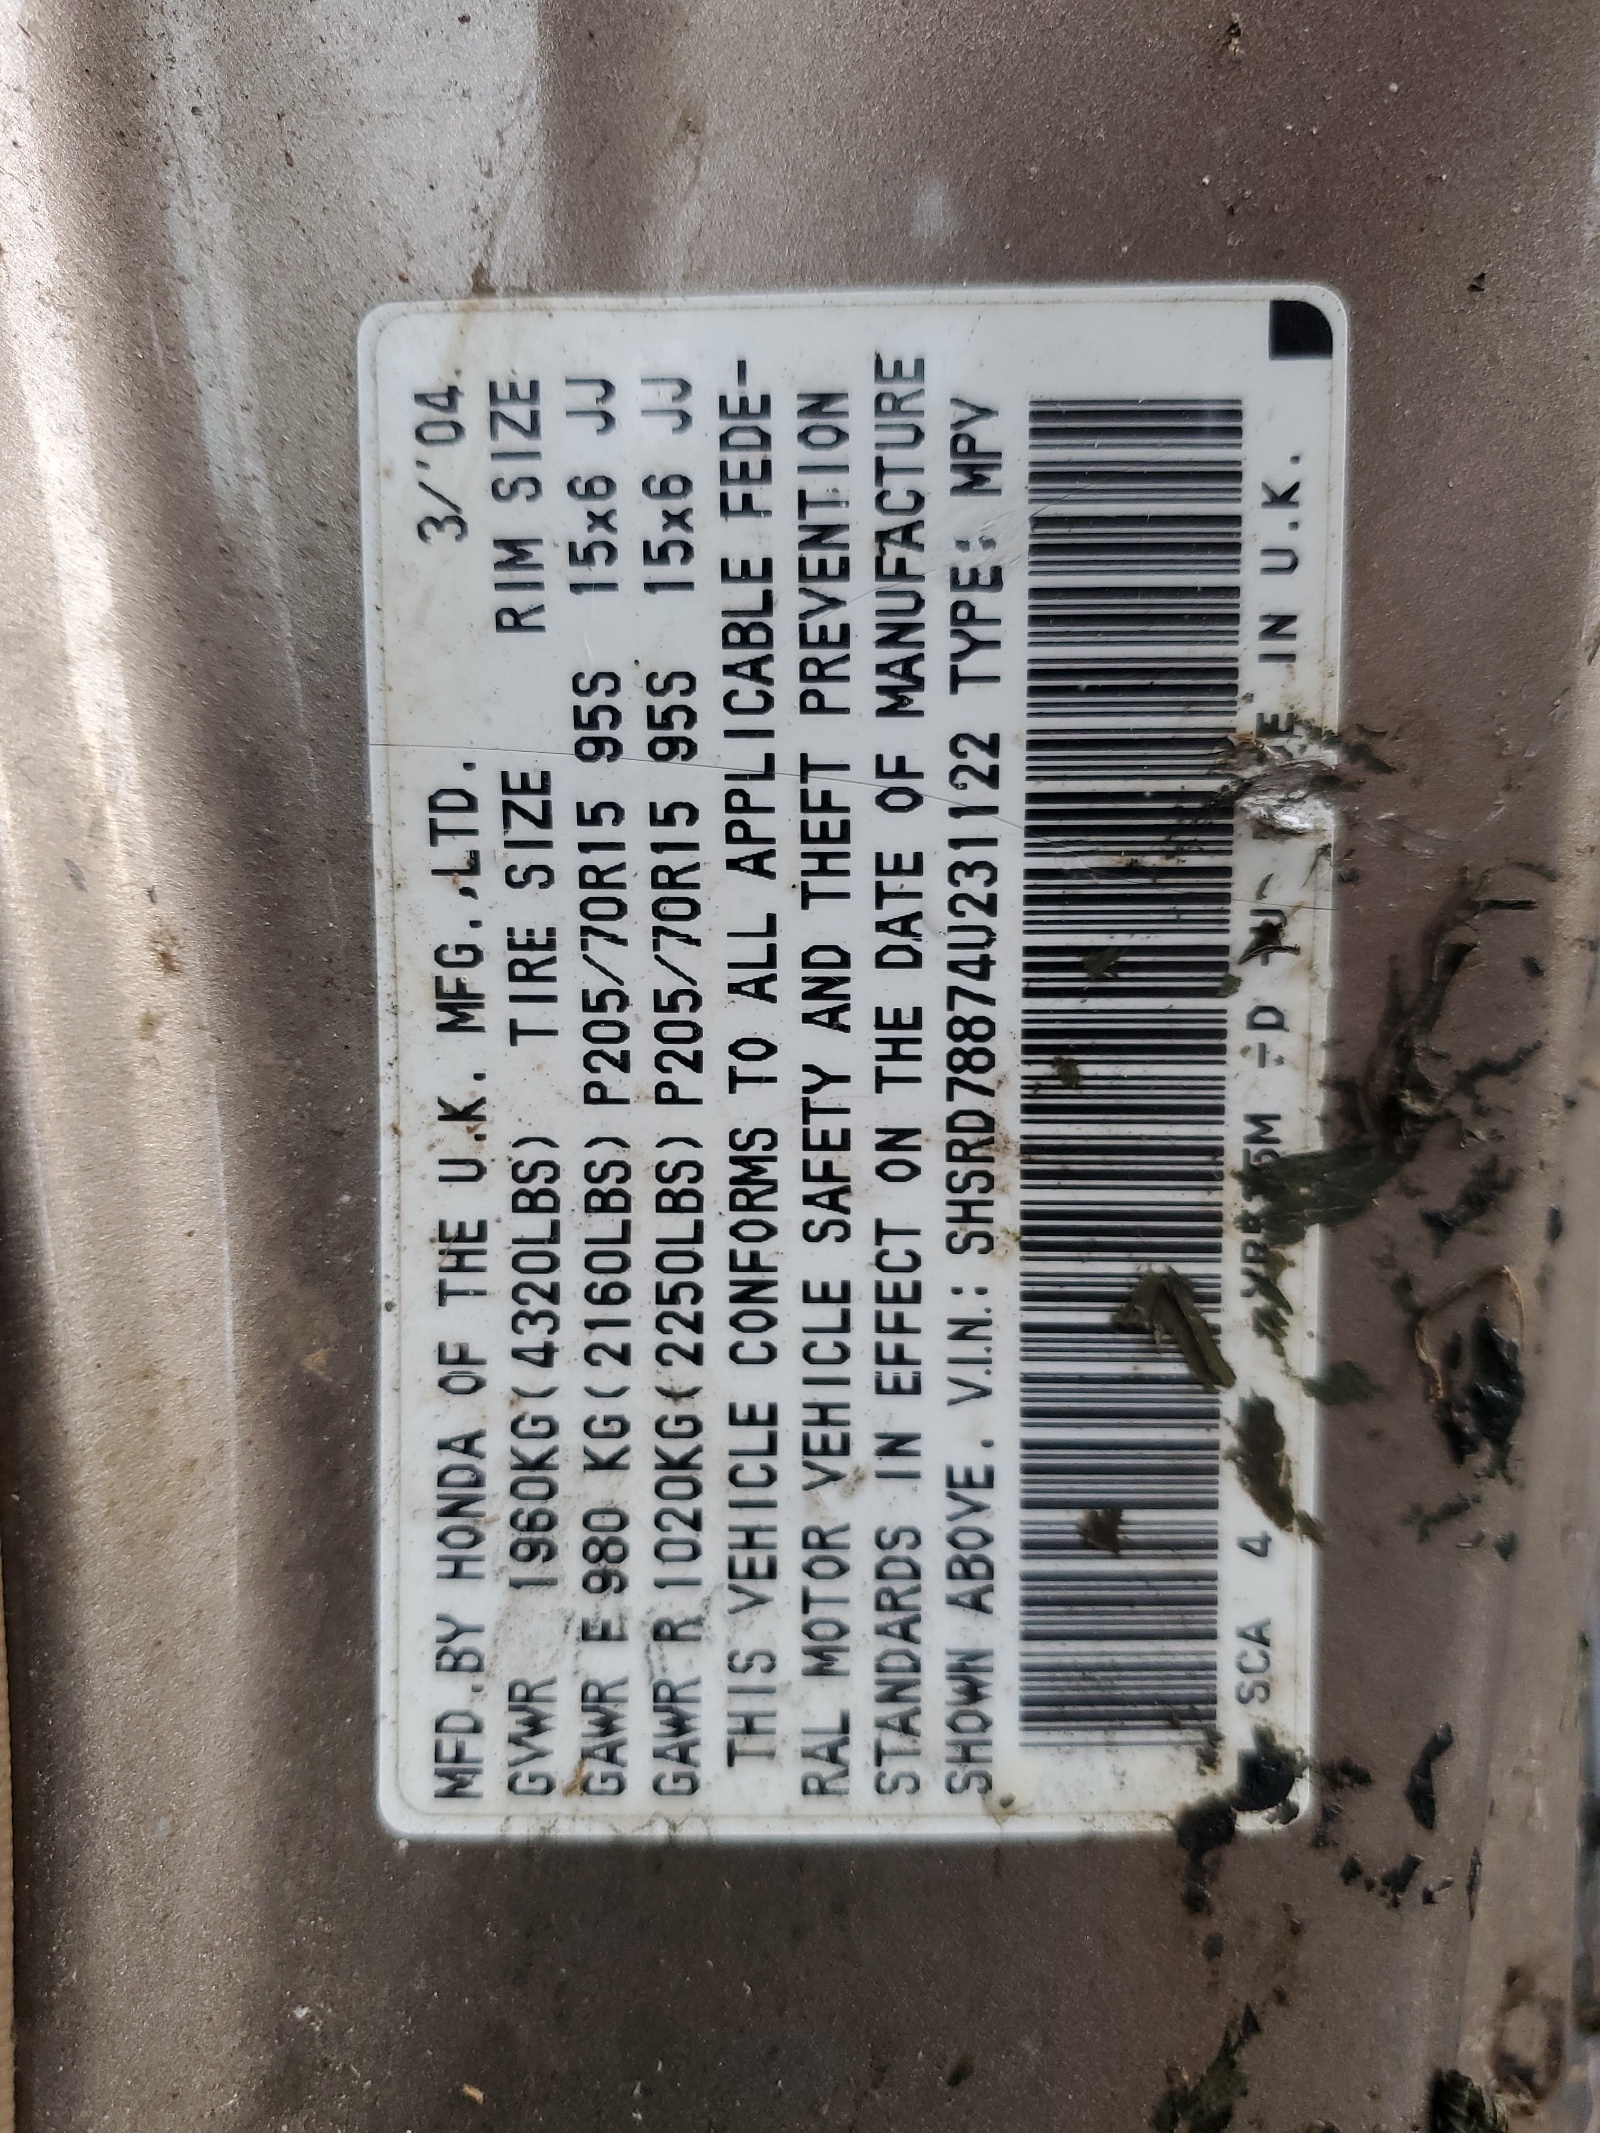 MFD.BY HONDA OF THE U.K. MFG.,LTD. 3/'04
GVWR 1960KG(4320LBS) TIRE SIZE RIM SIZE
GAWR F 980 KG(2160LBS) P205/70R15 95S 15x6 JJ
GAWR R 1020KG(2250LBS) P205/70R15 95S 15x6 JJ
THIS VEHICLE CONFORMS TO ALL APPLICABLE FEDE-
RAL MOTOR VEHICLE SAFETY AND THEFT PREVENTION
STANDARDS IN EFFECT ON THE DATE OF MANUFACTURE
SHOWN ABOVE. V.I.N.: SHSRD78874U231122 TYPE: MPV
SCA 4 IN U.K.